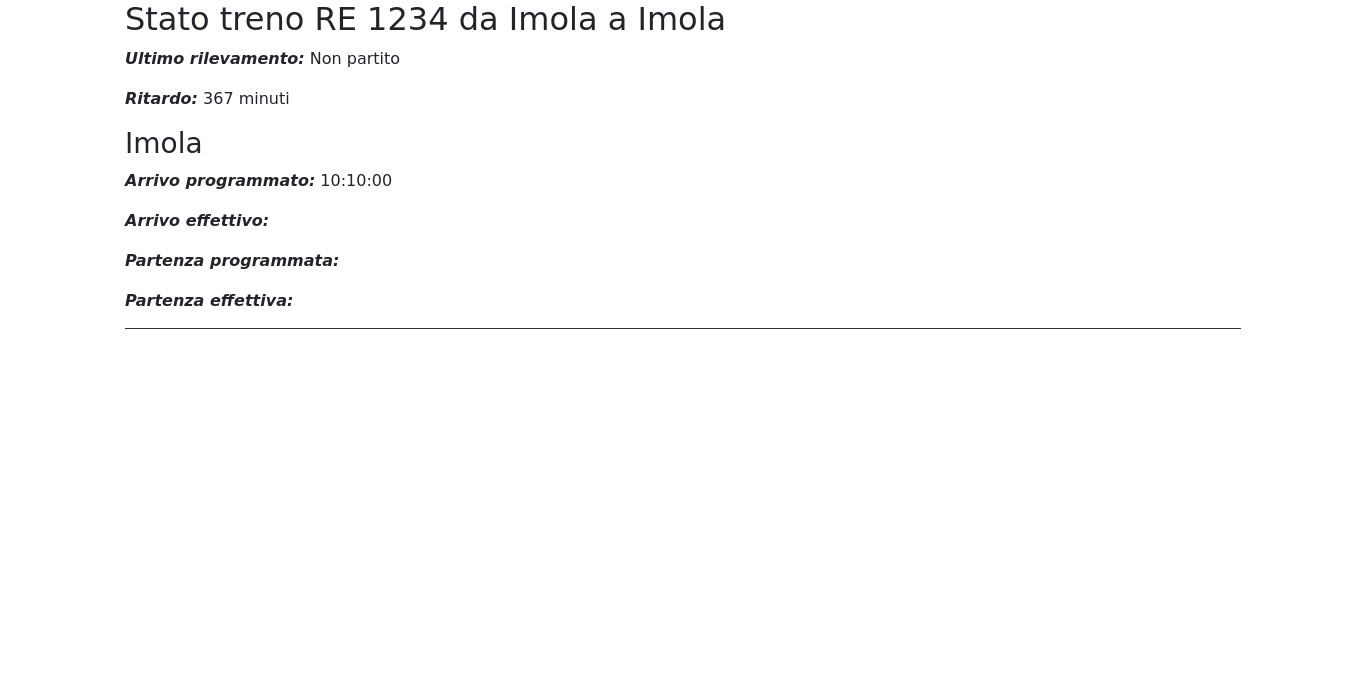 Stato treno RE 1234 da Imola a Imola
Ultimo rilevamento: Non partito
Ritardo: 367 minuti
Imola
Arrivo programmato: 10:10:00
Arrivo effettivo:
Partenza programmata:
Partenza effettiva: